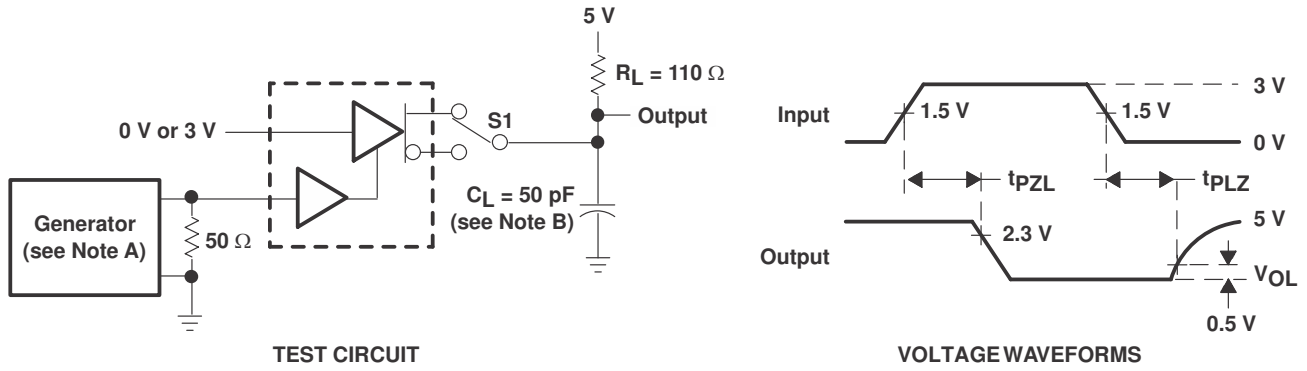 5 V
R_L = 110 Ω
Output
S1
0 V or 3 V
C_L = 50 pF
(see Note B)
Generator
(see Note A)
50 Ω
TEST CIRCUIT
3 V
Input
1.5 V
1.5 V
0 V
t_PZL
t_PLZ
5 V
2.3 V
Output
V_OL
0.5 V
VOLTAGE WAVEFORMS